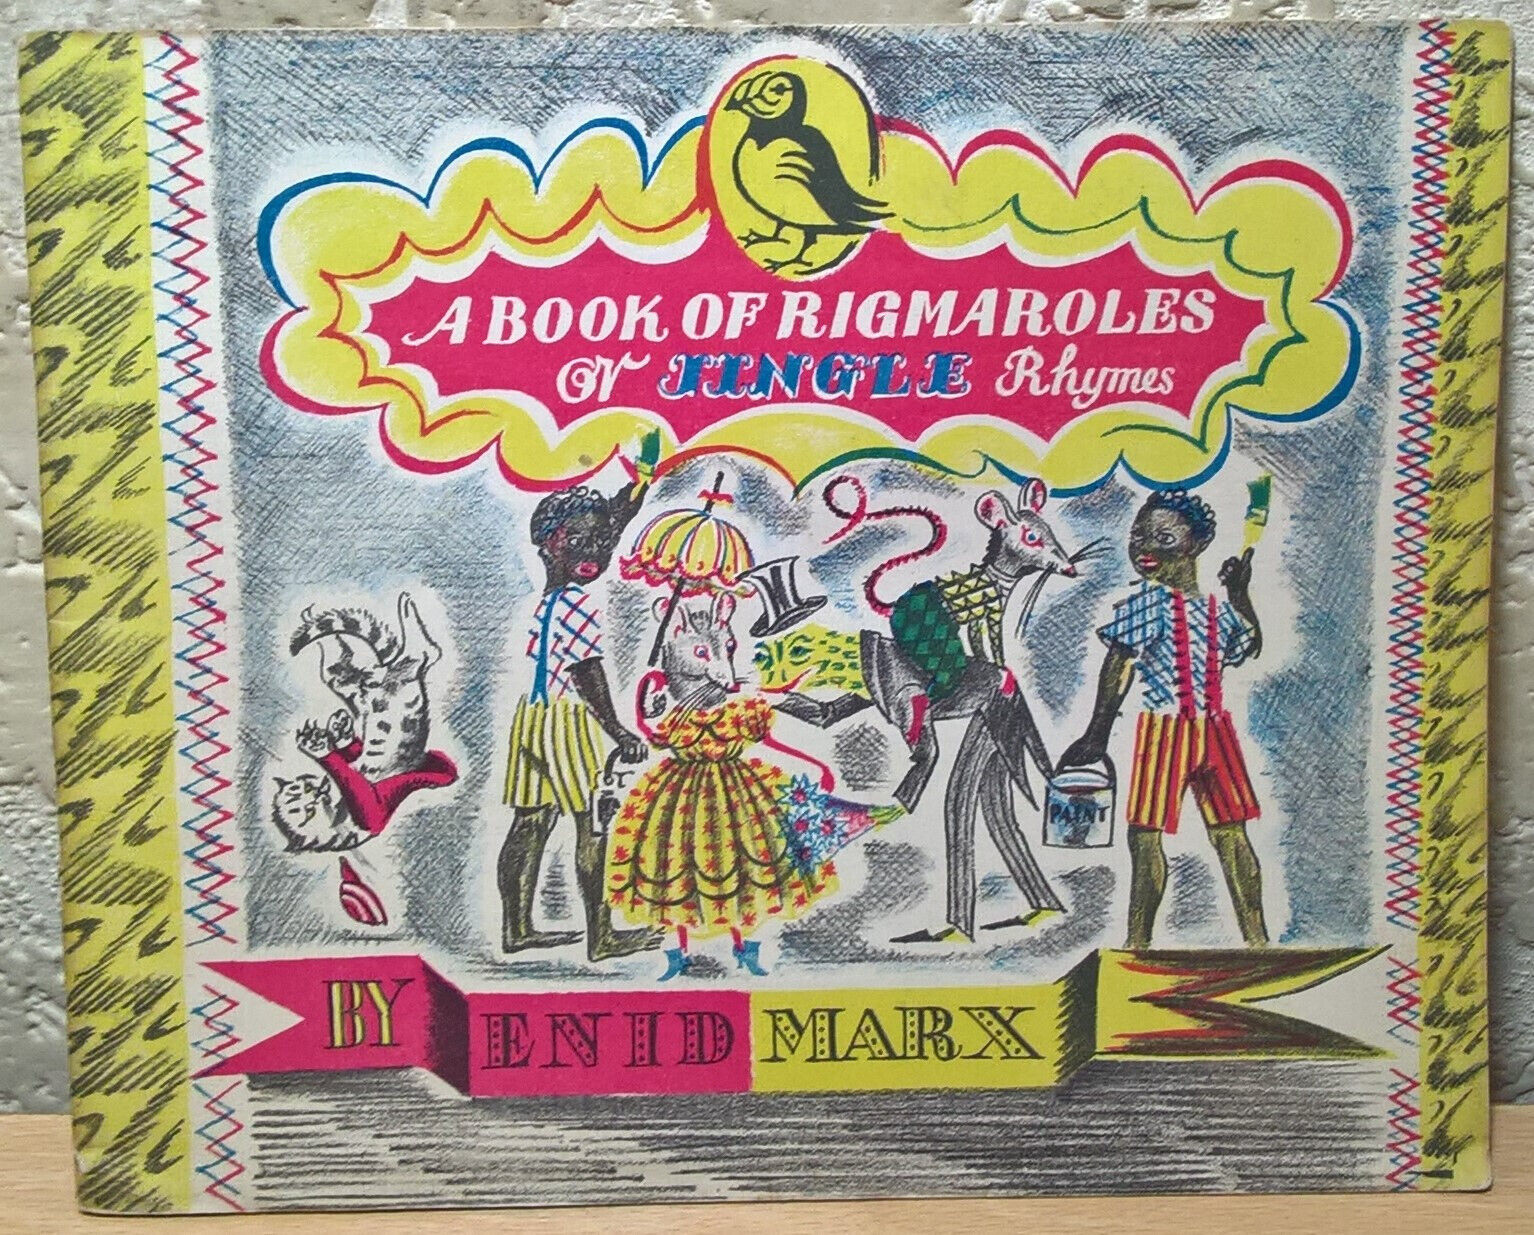 A BOOK OF RIGMAROLES
OR JINGLE Rhymes
PAINT
BY ENID MARX